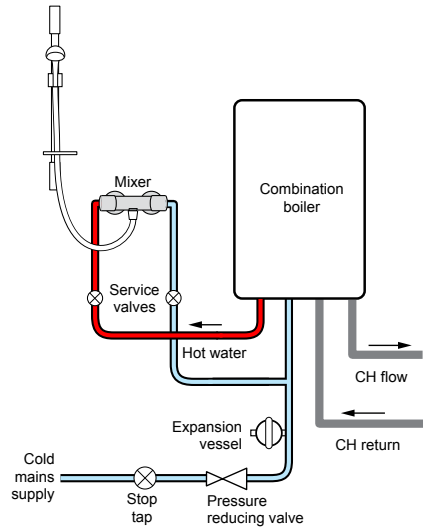 Mixer
Combination
boiler
Service
valves
Hot water
CH flow
Expansion
vessel
CH return
Cold
mains
supply
Stop
tap
Pressure
reducing valve